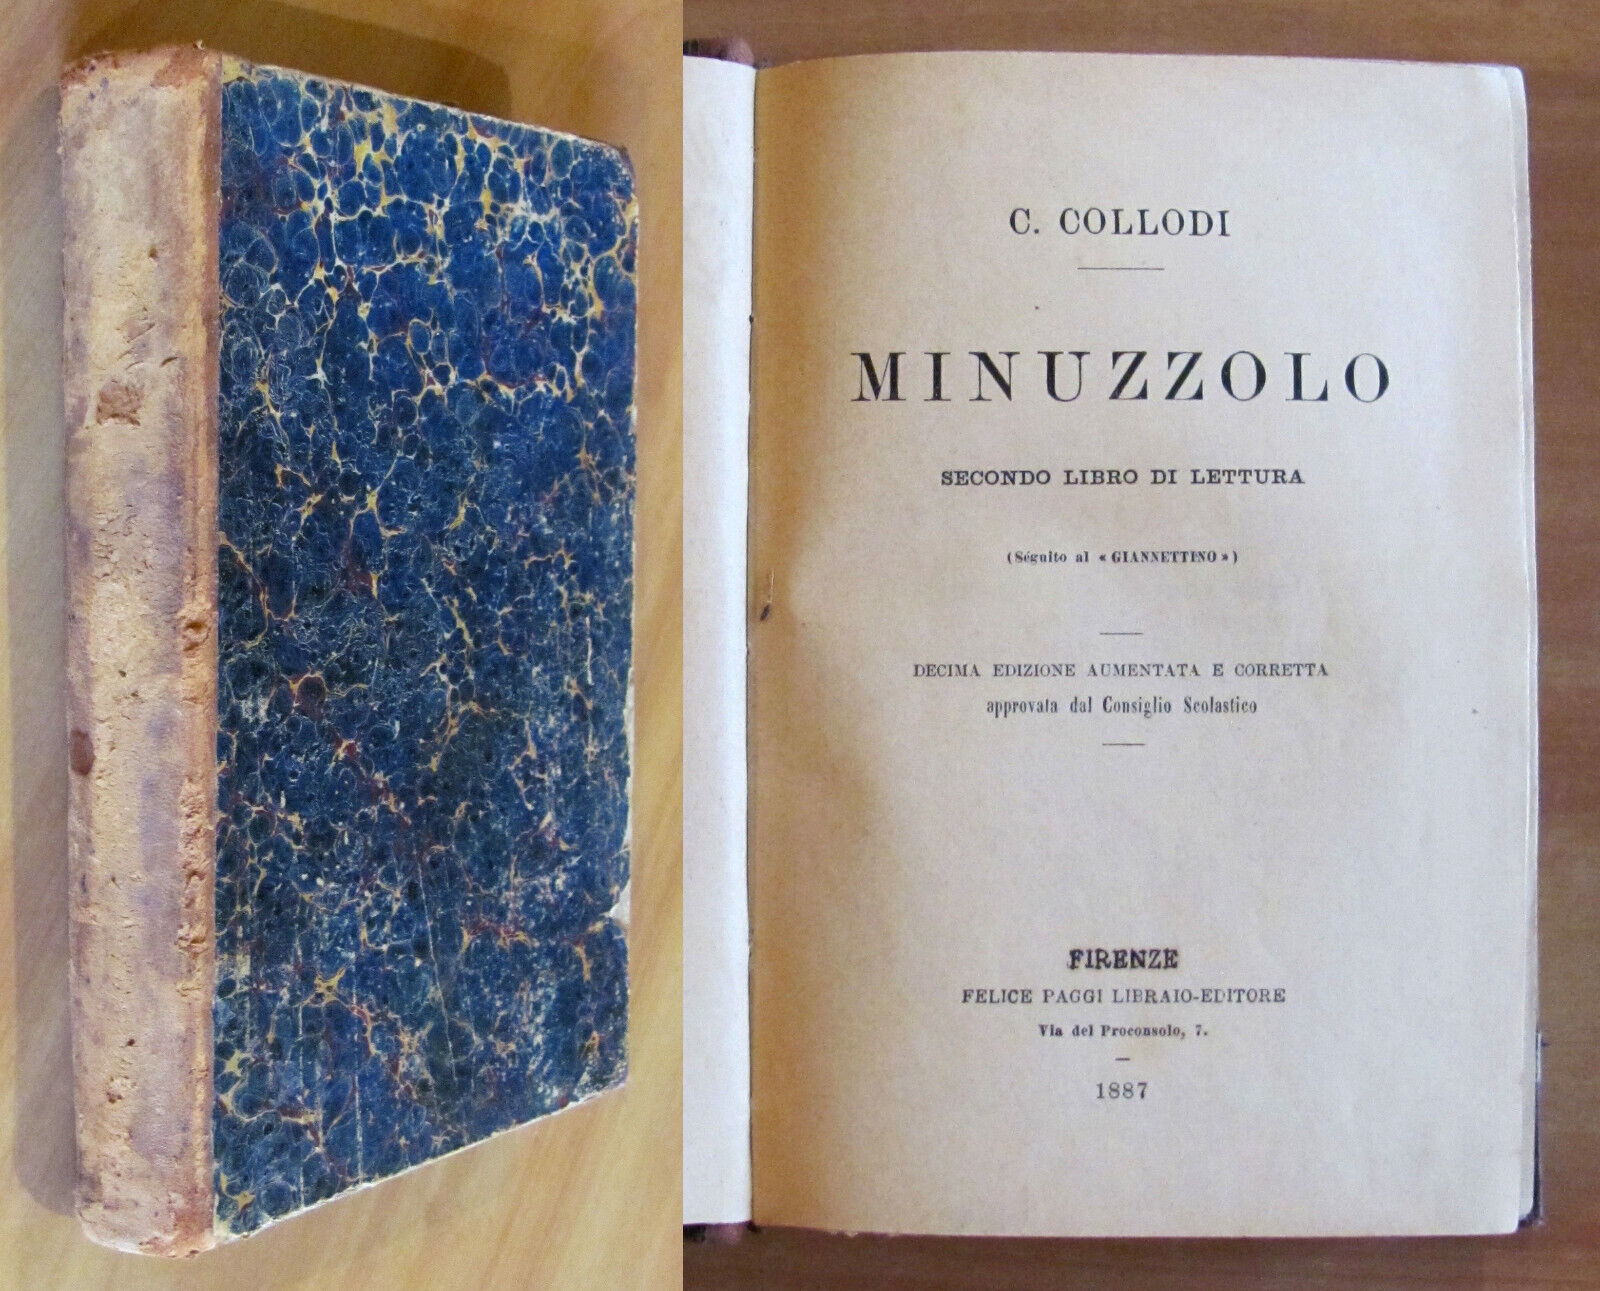 C. COLLODI
MINUZZOLO
SECONDO LIBRO DI LETTURA
(Séguito al « GIANNETTINO »)
DECIMA EDIZIONE AUMENTATA E CORRETTA
approvata dal Consiglio Scolastico
FIRENZE
FELICE PAGGI LIBRAIO-EDITORE
Via del Proconsolo, 7.
1887